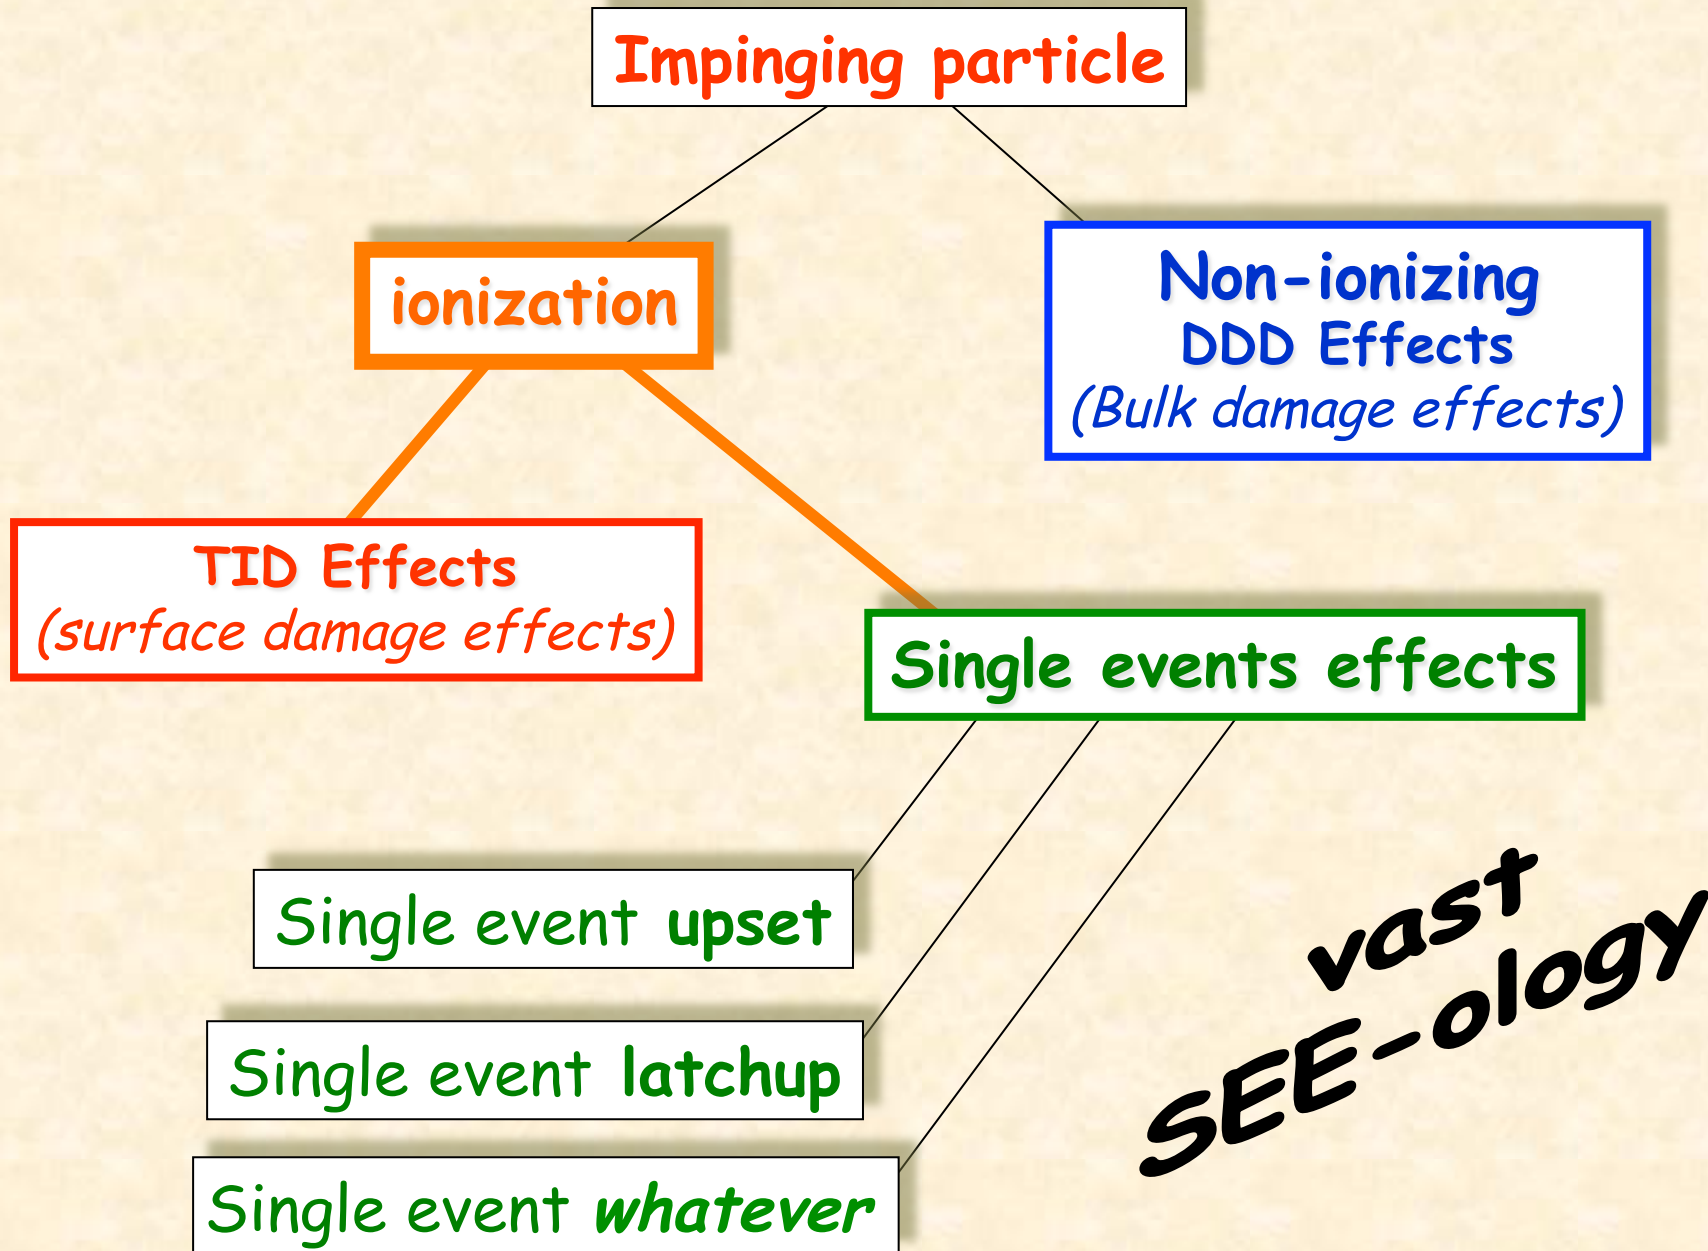 Impinging particle
ionization
Non-ionizing
DDD Effects
(Bulk damage effects)
TID Effects
(surface damage effects)
Single events effects
Single event upset
Single event latchup
Single event whatever
vast
SEE-ology